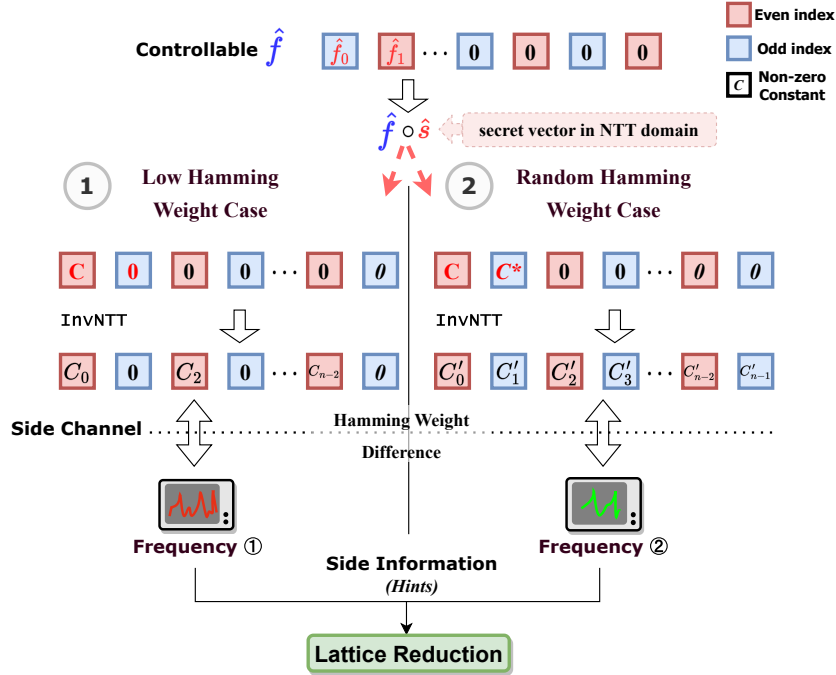 Controllable f̂
f̂₀ f̂₁ ... 0 0 0 0
Even index
Odd index
C Non-zero
Constant
f̂ ∘ ŝ
secret vector in NTT domain
1 Low Hamming
Weight Case
2 Random Hamming
Weight Case
C 0 0 0 ... 0 0
C C* 0 0 ... 0 0
InvNTT
InvNTT
C₀ 0 C₂ 0 ... Cₙ₋₂ 0
C′₀ C′₁ C′₂ C′₃ ... C′ₙ₋₂ C′ₙ₋₁
Side Channel
Hamming Weight
Difference
Frequency ①
Frequency ②
Side Information
(Hints)
Lattice Reduction